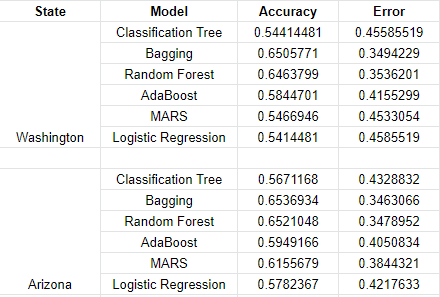 State Model Accuracy Error
Classification Tree 0.54414481 0.45585519
Bagging 0.6505771 0.3494229
Random Forest 0.6463799 0.3536201
AdaBoost 0.5844701 0.4155299
MARS 0.5466946 0.4533054
Washington Logistic Regression 0.5414481 0.4585519
Classification Tree 0.5671168 0.4328832
Bagging 0.6536934 0.3463066
Random Forest 0.6521048 0.3478952
AdaBoost 0.5949166 0.4050834
MARS 0.6155679 0.3844321
Arizona Logistic Regression 0.5782367 0.4217633